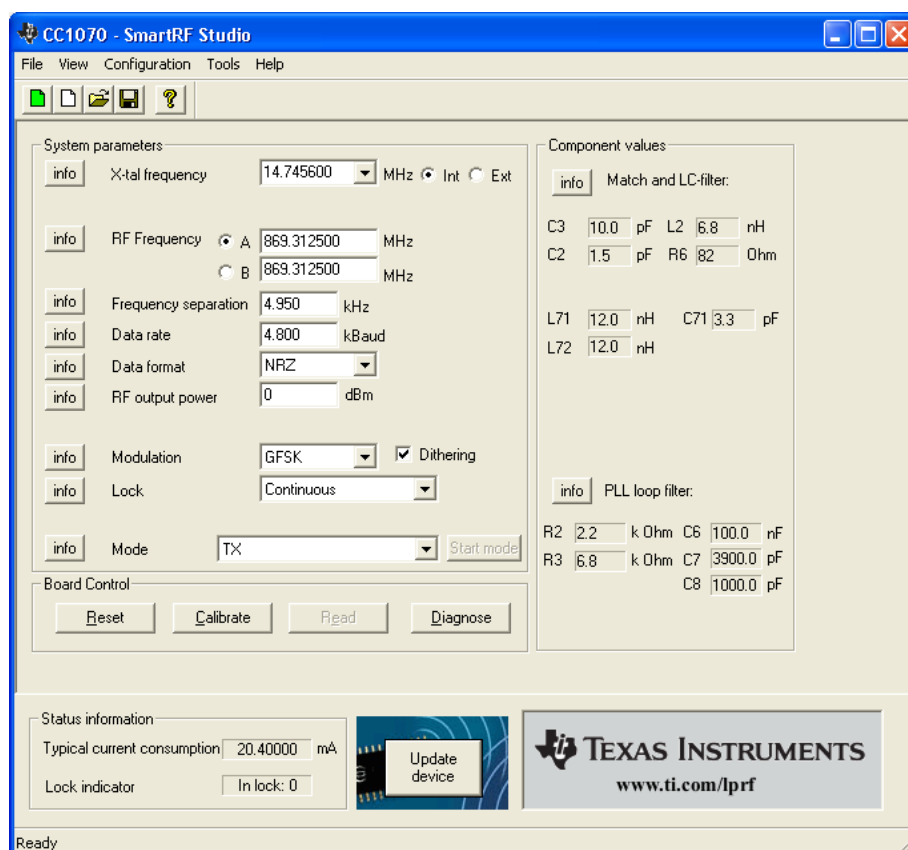 CC1070 - SmartRF Studio
File View Configuration Tools Help
System parameters
info X-tal frequency 14.745600 MHz Int Ext
info RF Frequency A 869.312500 MHz
B 869.312500 MHz
info Frequency separation 4.950 kHz
info Data rate 4.800 kBaud
info Data format NRZ
info RF output power 0 dBm
info Modulation GFSK Dithering
info Lock Continuous
info Mode TX Start mode
Board Control
Reset Calibrate Read Diagnose
Component values
info Match and LC-filter:
C3 10.0 pF L2 6.8 nH
C2 1.5 pF R6 82 Ohm
L71 12.0 nH C71 3.3 pF
L72 12.0 nH
info PLL loop filter:
R2 2.2 k Ohm C6 100.0 nF
R3 6.8 k Ohm C7 3900.0 pF
C8 1000.0 pF
Status information
Typical current consumption 20.40000 mA
Lock indicator In lock: 0
Update device
TEXAS INSTRUMENTS
www.ti.com/lprf
Ready